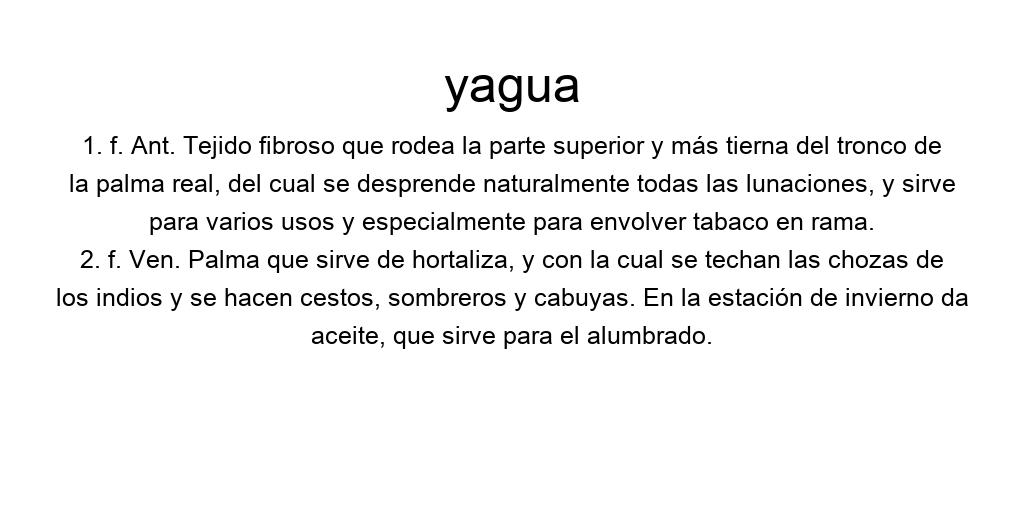 yagua
1. f. Ant. Tejido fibroso que rodea la parte superior y más tierna del tronco de
la palma real, del cual se desprende naturalmente todas las lunaciones, y sirve
para varios usos y especialmente para envolver tabaco en rama.
2. f. Ven. Palma que sirve de hortaliza, y con la cual se techan las chozas de
los indios y se hacen cestos, sombreros y cabuyas. En la estación de invierno da
aceite, que sirve para el alumbrado.